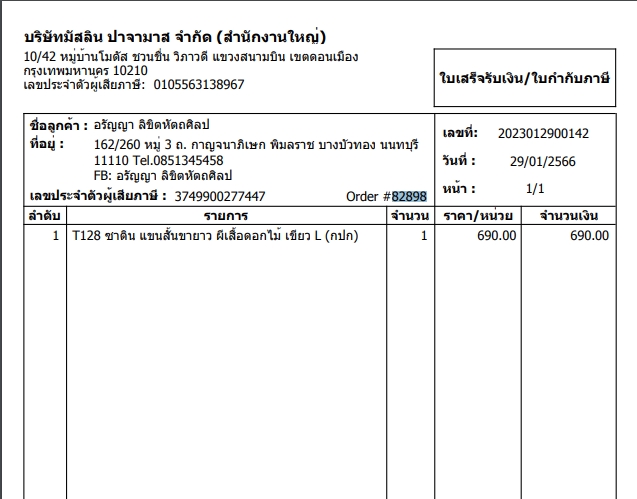 บริษัทมัสลิน ปาจามาส จำกัด (สำนักงานใหญ่)
10/42 หมู่บ้านโมดัส ชวนชื่น วิภาวดี แขวงสนามบิน เขตดอนเมือง
กรุงเทพมหานคร 10210
เลขประจำตัวผู้เสียภาษี: 0105563138967
ใบเสร็จรับเงิน/ใบกำกับภาษี
ชื่อลูกค้า : อรัญญา ลิขิตหัตถศิลป
ที่อยู่ : 162/260 หมู่ 3 ถ. กาญจนาภิเษก พิมลราช บางบัวทอง นนทบุรี
11110 Tel.0851345458
FB: อรัญญา ลิขิตหัตถศิลป
เลขประจำตัวผู้เสียภาษี : 3749900277447 Order #82898
เลขที่: 2023012900142
วันที่ : 29/01/2566
หน้า : 1/1
ลำดับ รายการ จำนวน ราคา/หน่วย จำนวนเงิน
1 T128 ซาติน แขนสั้นขายาว ผีเสื้อดอกไม้ เขียว L (กปก) 1 690.00 690.00